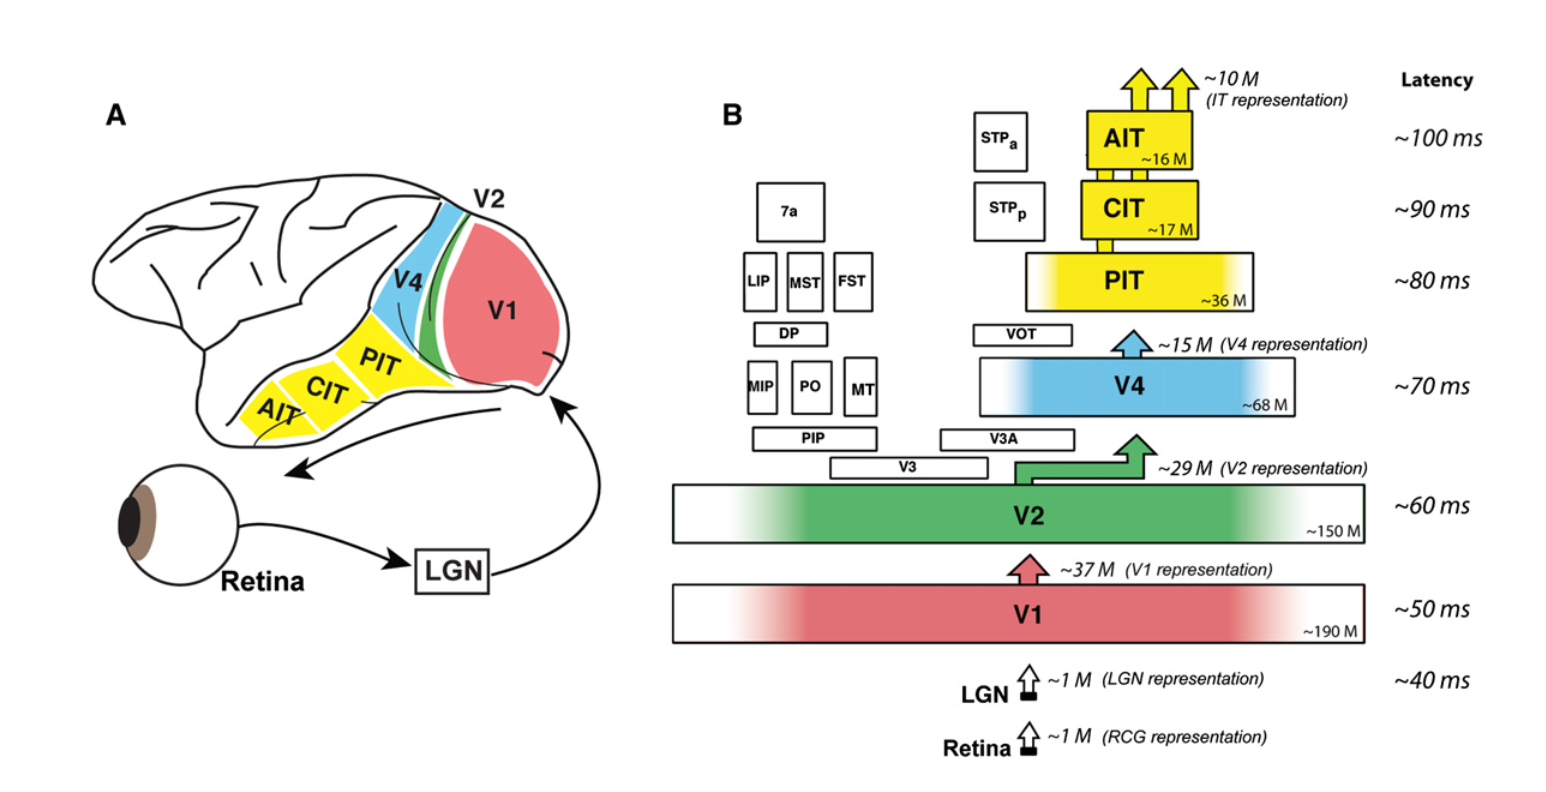 A
V2
V4
V1
PIT
CIT
AIT
Retina
LGN
B
Latency
~10 M
(IT representation)
STPa
AIT
~16 M
~100 ms
7a
STPp
CIT
~17 M
~90 ms
LIP
MST
FST
PIT
~36 M
~80 ms
DP
VOT
~15 M (V4 representation)
MIP
PO
MT
V4
~68 M
~70 ms
PIP
V3A
V3
~29 M (V2 representation)
V2
~150 M
~60 ms
~37 M (V1 representation)
V1
~190 M
~50 ms
LGN
~1 M (LGN representation)
~40 ms
Retina
~1 M (RCG representation)